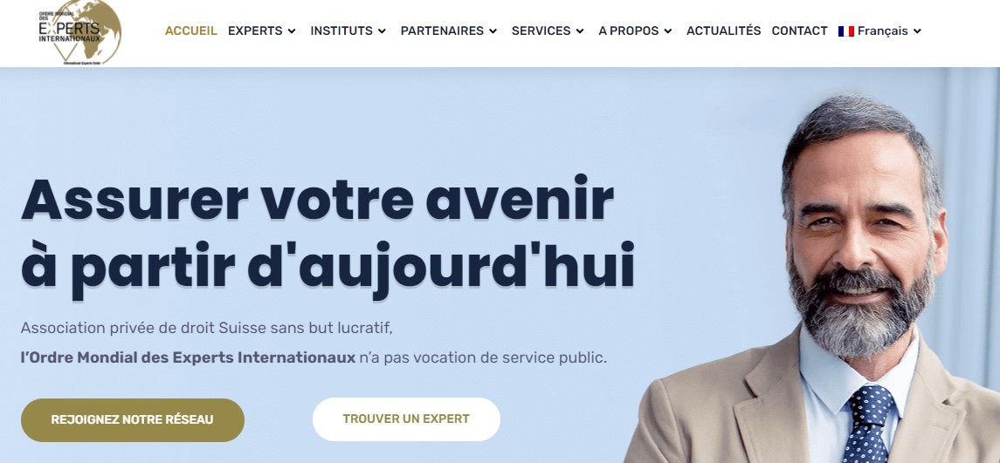 ORDRE MONDIAL
DES
EXPERTS
INTERNATIONAUX
International Experts Order
ACCUEIL EXPERTS INSTITUTS PARTENAIRES SERVICES A PROPOS ACTUALITÉS CONTACT Français
Assurer votre avenir
à partir d'aujourd'hui
Association privée de droit Suisse sans but lucratif,
l’Ordre Mondial des Experts Internationaux n’a pas vocation de service public.
REJOIGNEZ NOTRE RÉSEAU TROUVER UN EXPERT